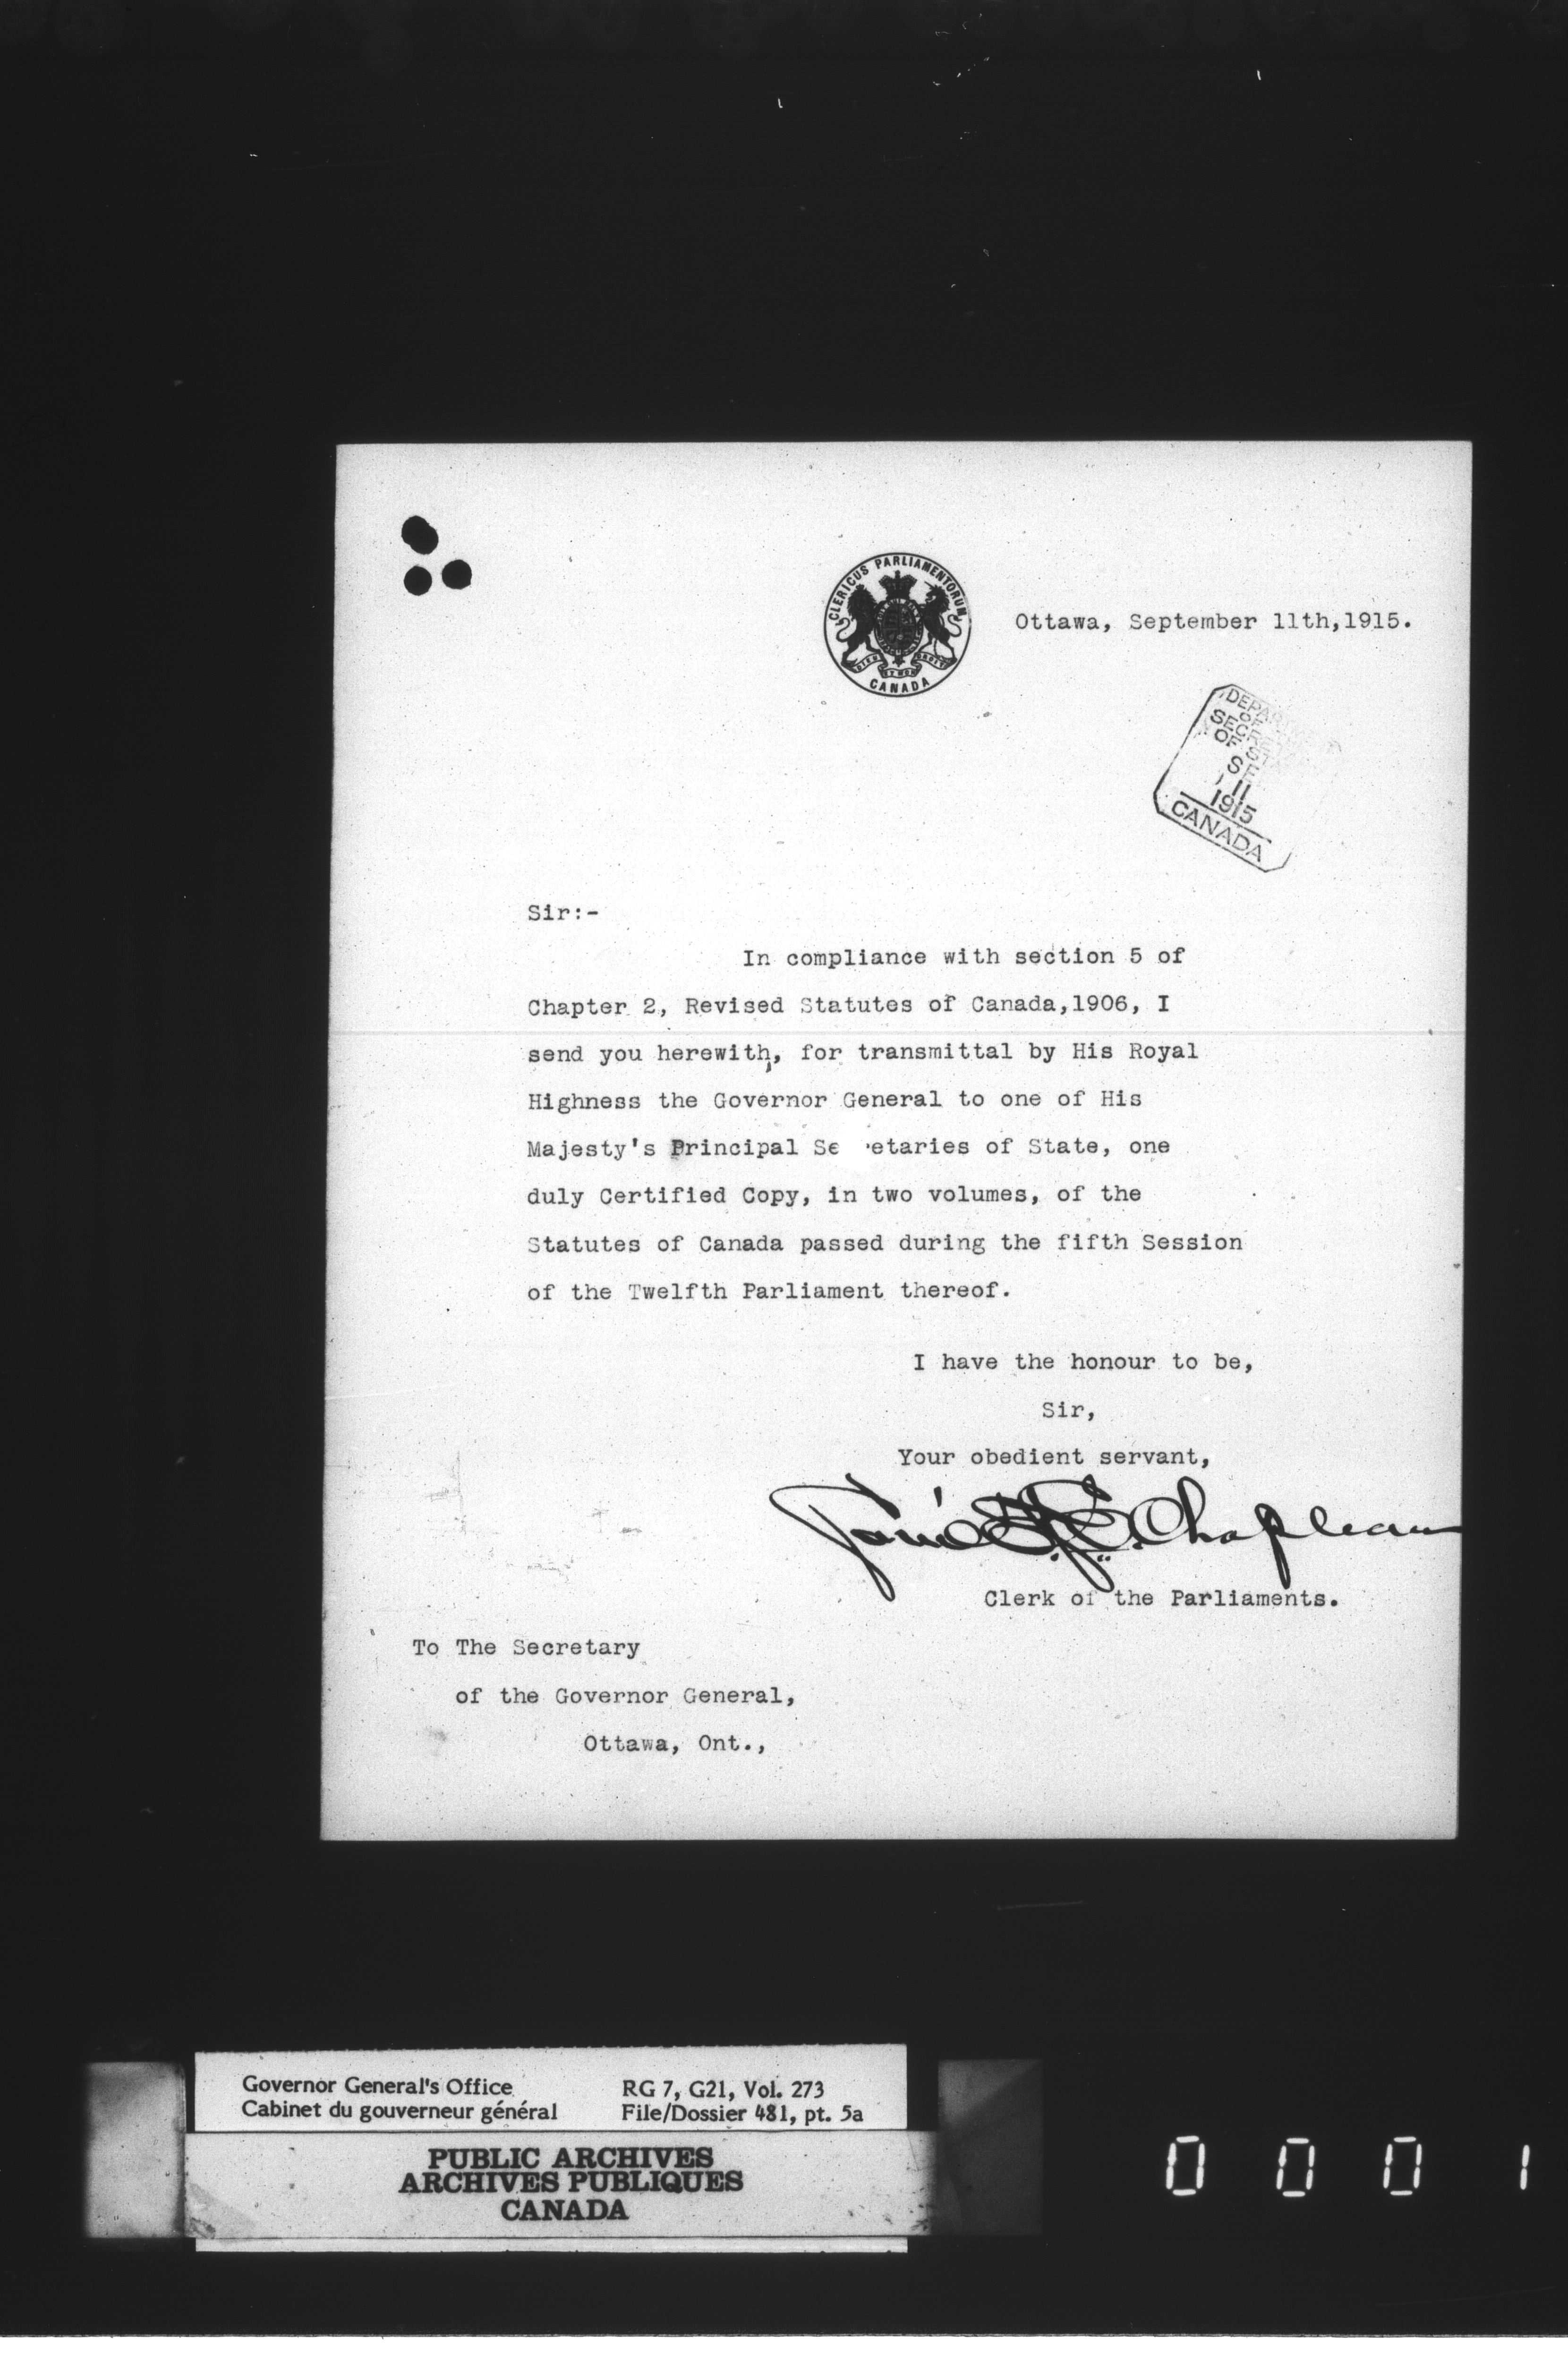 CLERICUS PARLIAMENTORUM
CANADA
Ottawa, September 11th,1915.
OF
OF
11
1915
CANADA
Sir:-
In compliance with section 5 of
Chapter 2, Revised Statutes of Canada,1906, I
send you herewith, for transmittal by His Royal
Highness the Governor General to one of His
Majesty's Principal Se etaries of State, one
duly Certified Copy, in two volumes, of the
Statutes of Canada passed during the fifth Session
of the Twelfth Parliament thereof.
I have the honour to be,
Sir,
Your obedient servant,
Chapleau
Clerk of the Parliaments.
To The Secretary
of the Governor General,
Ottawa, Ont.,
Governor General's Office RG 7, G21, Vol. 273
Cabinet du gouverneur général File/Dossier 481, pt. 5a
PUBLIC ARCHIVES
ARCHIVES PUBLIQUES
CANADA
0 0 0 1